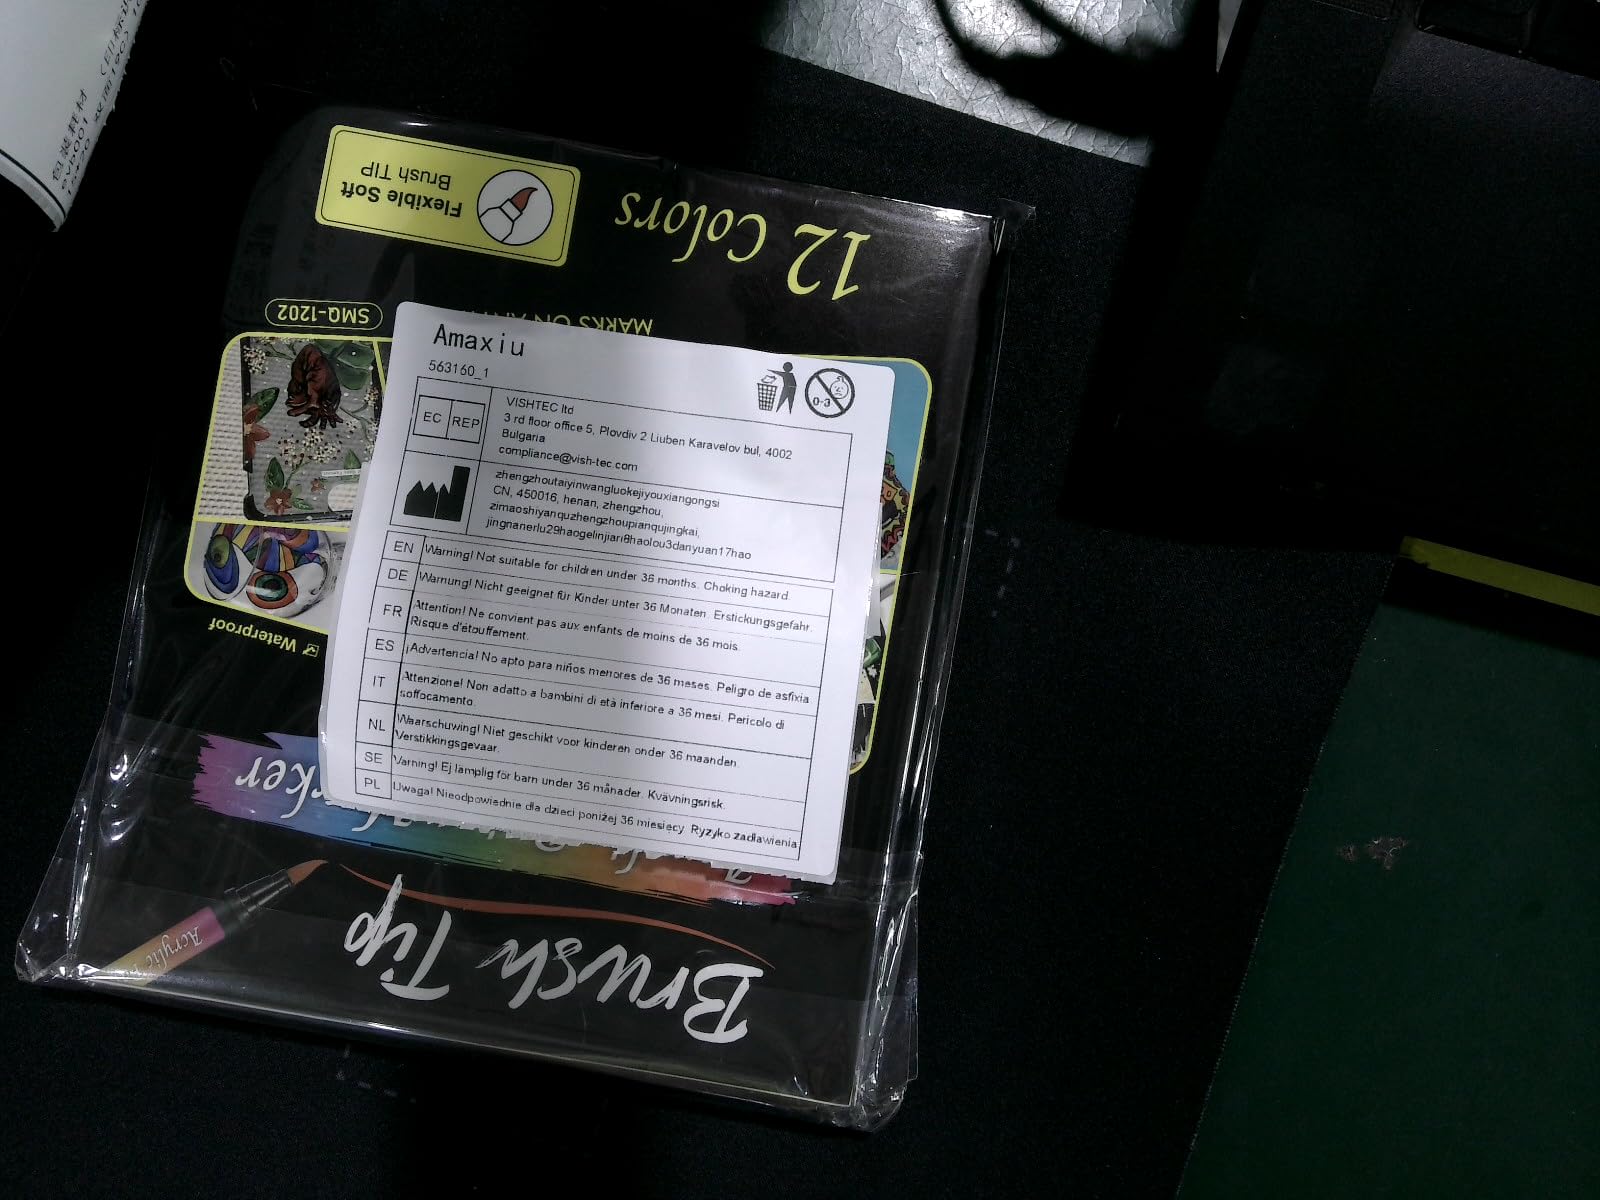 Amaxiu
563160_1
0-3
EC REP
VISHTEC ltd
3 rd floor office 5, Plovdiv 2 Liuben Karavelov bul, 4002
Bulgaria
compliance@vish-tec.com
zhengzhoutaiyinwangluokejiyouxiangongsi
CN, 450016, henan, zhengzhou,
zimaoshiyanquzhengzhoupianqujingkai,
jingnanerlu29haogelinjiari8haolou3danyuan17hao
EN Warning! Not suitable for children under 36 months. Choking hazard.
DE Warnung! Nicht geeignet für Kinder unter 36 Monaten. Erstickungsgefahr.
FR Attention! Ne convient pas aux enfants de moins de 36 mois.
Risque d'étouffement.
ES ¡Advertencia! No apto para niños menores de 36 meses. Peligro de asfixia
IT Attenzione! Non adatto a bambini di età inferiore a 36 mesi. Pericolo di
soffocamento.
NL Waarschuwing! Niet geschikt voor kinderen onder 36 maanden.
Verstikkingsgevaar.
SE Varning! Ej lämplig för barn under 36 månader. Kvävningsrisk.
PL Uwaga! Nieodpowiednie dla dzieci poniżej 36 miesięcy. Ryzyko zadławienia
Brush Tip
Acrylic
Waterproof
SMQ-1202
MARKS ON
12 Colors
Flexible Soft
Brush TIP